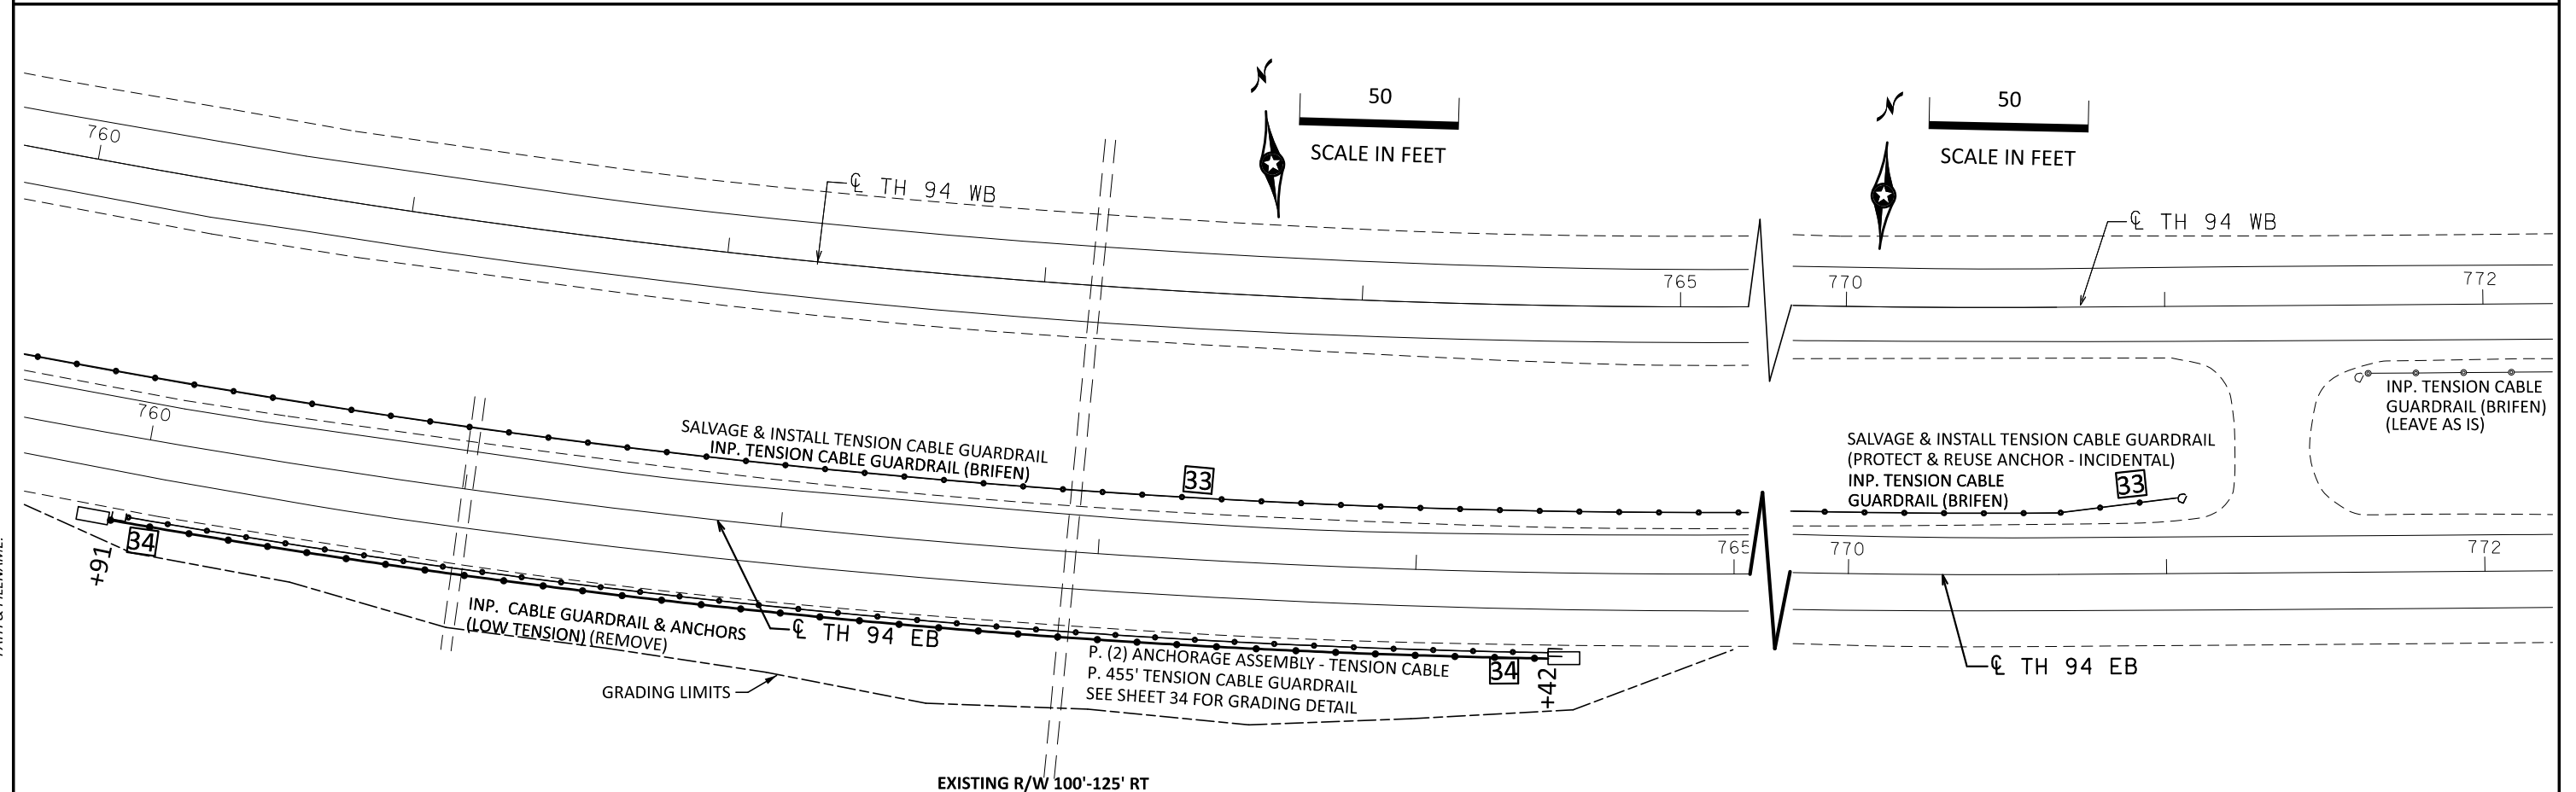 N
50
SCALE IN FEET
N
50
SCALE IN FEET
760
℄ TH 94 WB
℄ TH 94 WB
765
770
772
INP. TENSION CABLE
GUARDRAIL (BRIFEN)
(LEAVE AS IS)
760
SALVAGE & INSTALL TENSION CABLE GUARDRAIL
INP. TENSION CABLE GUARDRAIL (BRIFEN)
33
SALVAGE & INSTALL TENSION CABLE GUARDRAIL
(PROTECT & REUSE ANCHOR - INCIDENTAL)
INP. TENSION CABLE
GUARDRAIL (BRIFEN)
33
34
+91
765
770
772
INP. CABLE GUARDRAIL & ANCHORS
(LOW TENSION) (REMOVE)
℄ TH 94 EB
P. (2) ANCHORAGE ASSEMBLY - TENSION CABLE
P. 455' TENSION CABLE GUARDRAIL
SEE SHEET 34 FOR GRADING DETAIL
34
+42
℄ TH 94 EB
GRADING LIMITS
EXISTING R/W 100'-125' RT